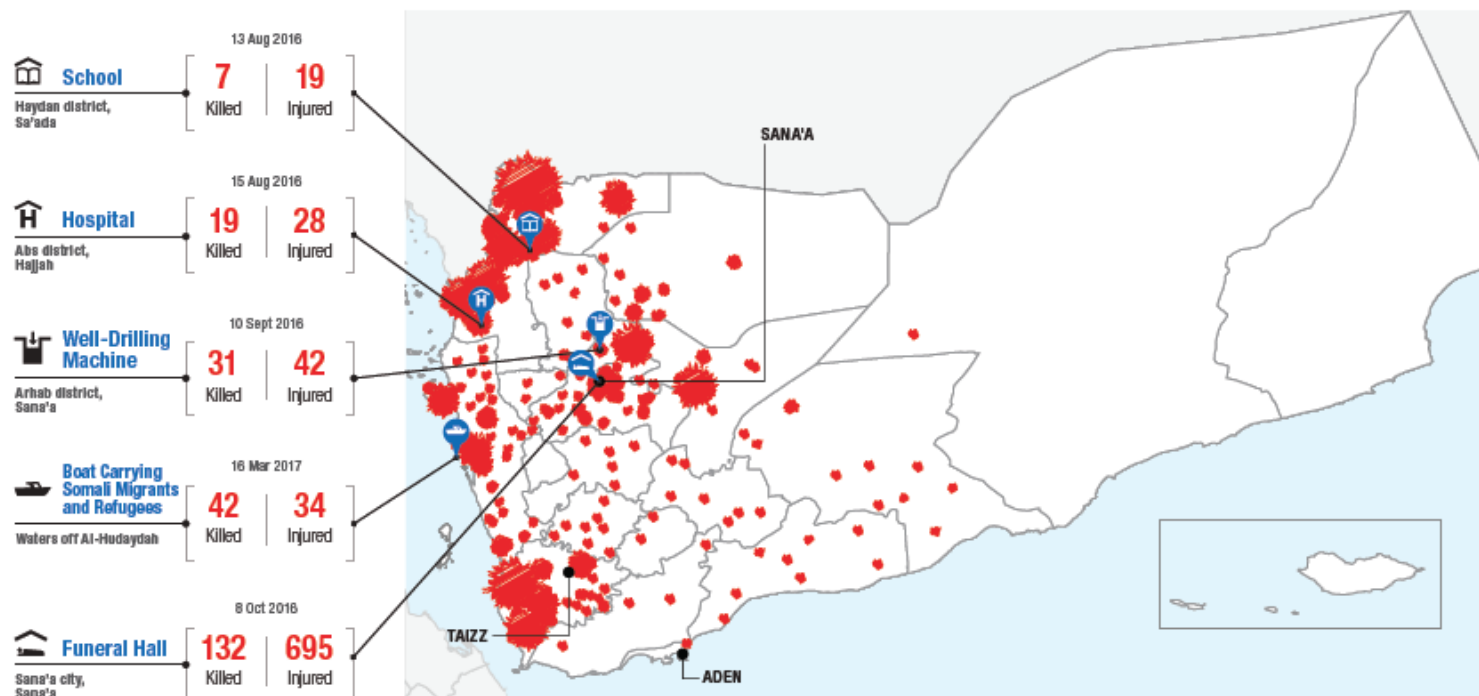 13 Aug 2016
School
7
19
Haydan district,
Sa'ada
Killed
Injured
15 Aug 2016
Hospital
19
28
Abs district,
Hajjah
Killed
Injured
10 Sept 2016
Well-Drilling
Machine
31
42
Arhab district,
Sana'a
Killed
Injured
16 Mar 2017
Boat Carrying
Somali Migrants
and Refugees
42
34
Waters off Al-Hudaydah
Killed
Injured
8 Oct 2016
Funeral Hall
132
695
Sana'a city,
Sana'a
Killed
Injured
SANA'A
H
TAIZZ
ADEN